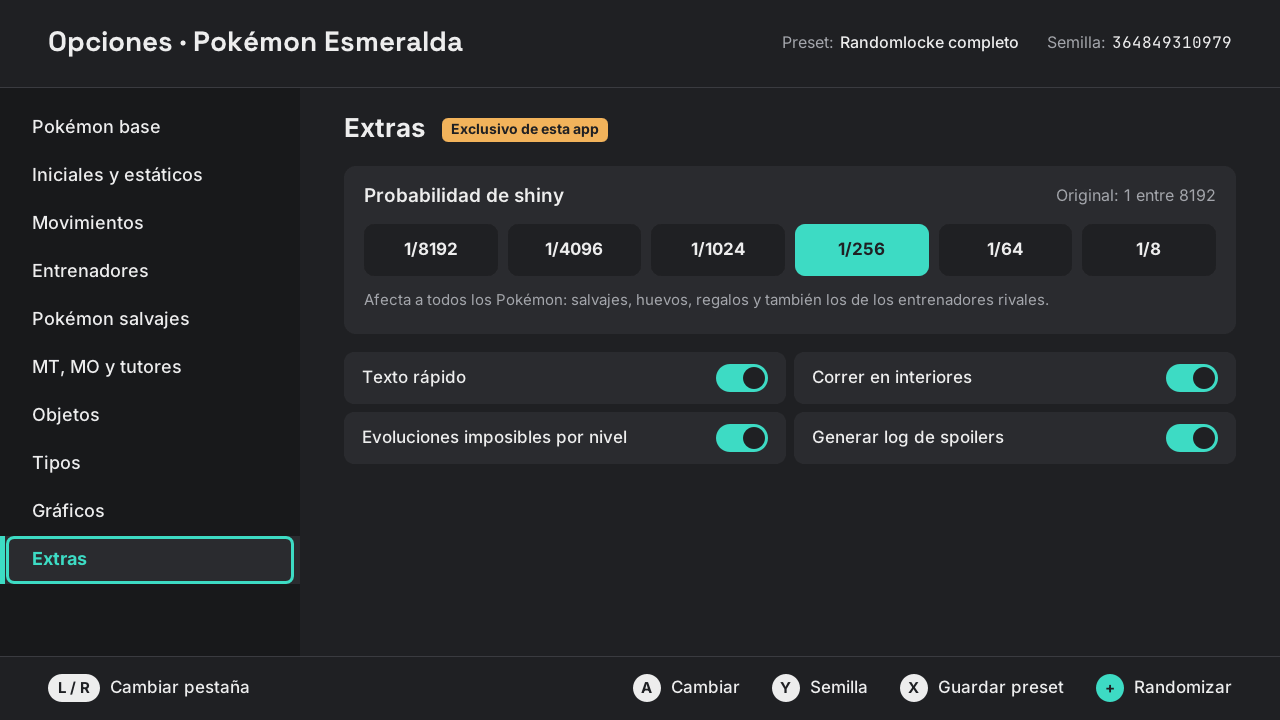 Opciones · Pokémon Esmeralda
Preset: Randomlocke completo Semilla: 364849310979
Pokémon base
Iniciales y estáticos
Movimientos
Entrenadores
Pokémon salvajes
MT, MO y tutores
Objetos
Tipos
Gráficos
Extras
Extras Exclusivo de esta app
Probabilidad de shiny Original: 1 entre 8192
1/8192 1/4096 1/1024 1/256 1/64 1/8
Afecta a todos los Pokémon: salvajes, huevos, regalos y también los de los entrenadores rivales.
Texto rápido Correr en interiores
Evoluciones imposibles por nivel Generar log de spoilers
L / R Cambiar pestaña A Cambiar Y Semilla X Guardar preset + Randomizar